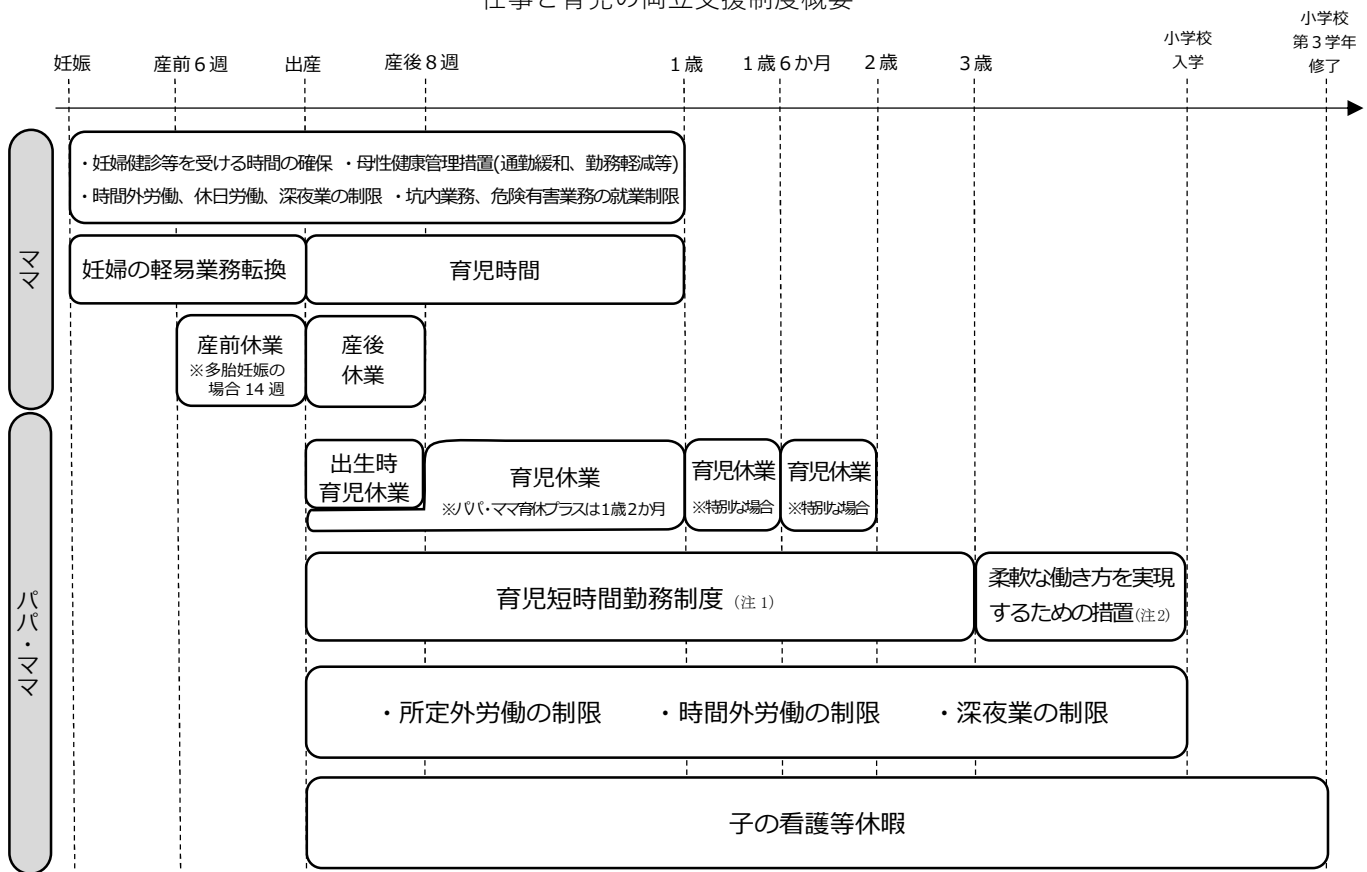 仕事と育児の両立支援制度概要
小学校
第３学年
修了
小学校
入学
妊娠
産前６週
出産
産後８週
１歳
１歳６か月
２歳
３歳
ママ
・妊婦健診等を受ける時間の確保 ・母性健康管理措置(通勤緩和、勤務軽減等)
・時間外労働、休日労働、深夜業の制限 ・坑内業務、危険有害業務の就業制限
妊婦の軽易業務転換
育児時間
産前休業
※多胎妊娠の
場合 14 週
産後
休業
パパ・ママ
出生時
育児休業
育児休業
※パパ・ママ育休プラスは1歳2か月
育児休業
※特別な場合
育児休業
※特別な場合
育児短時間勤務制度 (注 1)
柔軟な働き方を実現
するための措置(注2)
・所定外労働の制限 ・時間外労働の制限 ・深夜業の制限
子の看護等休暇